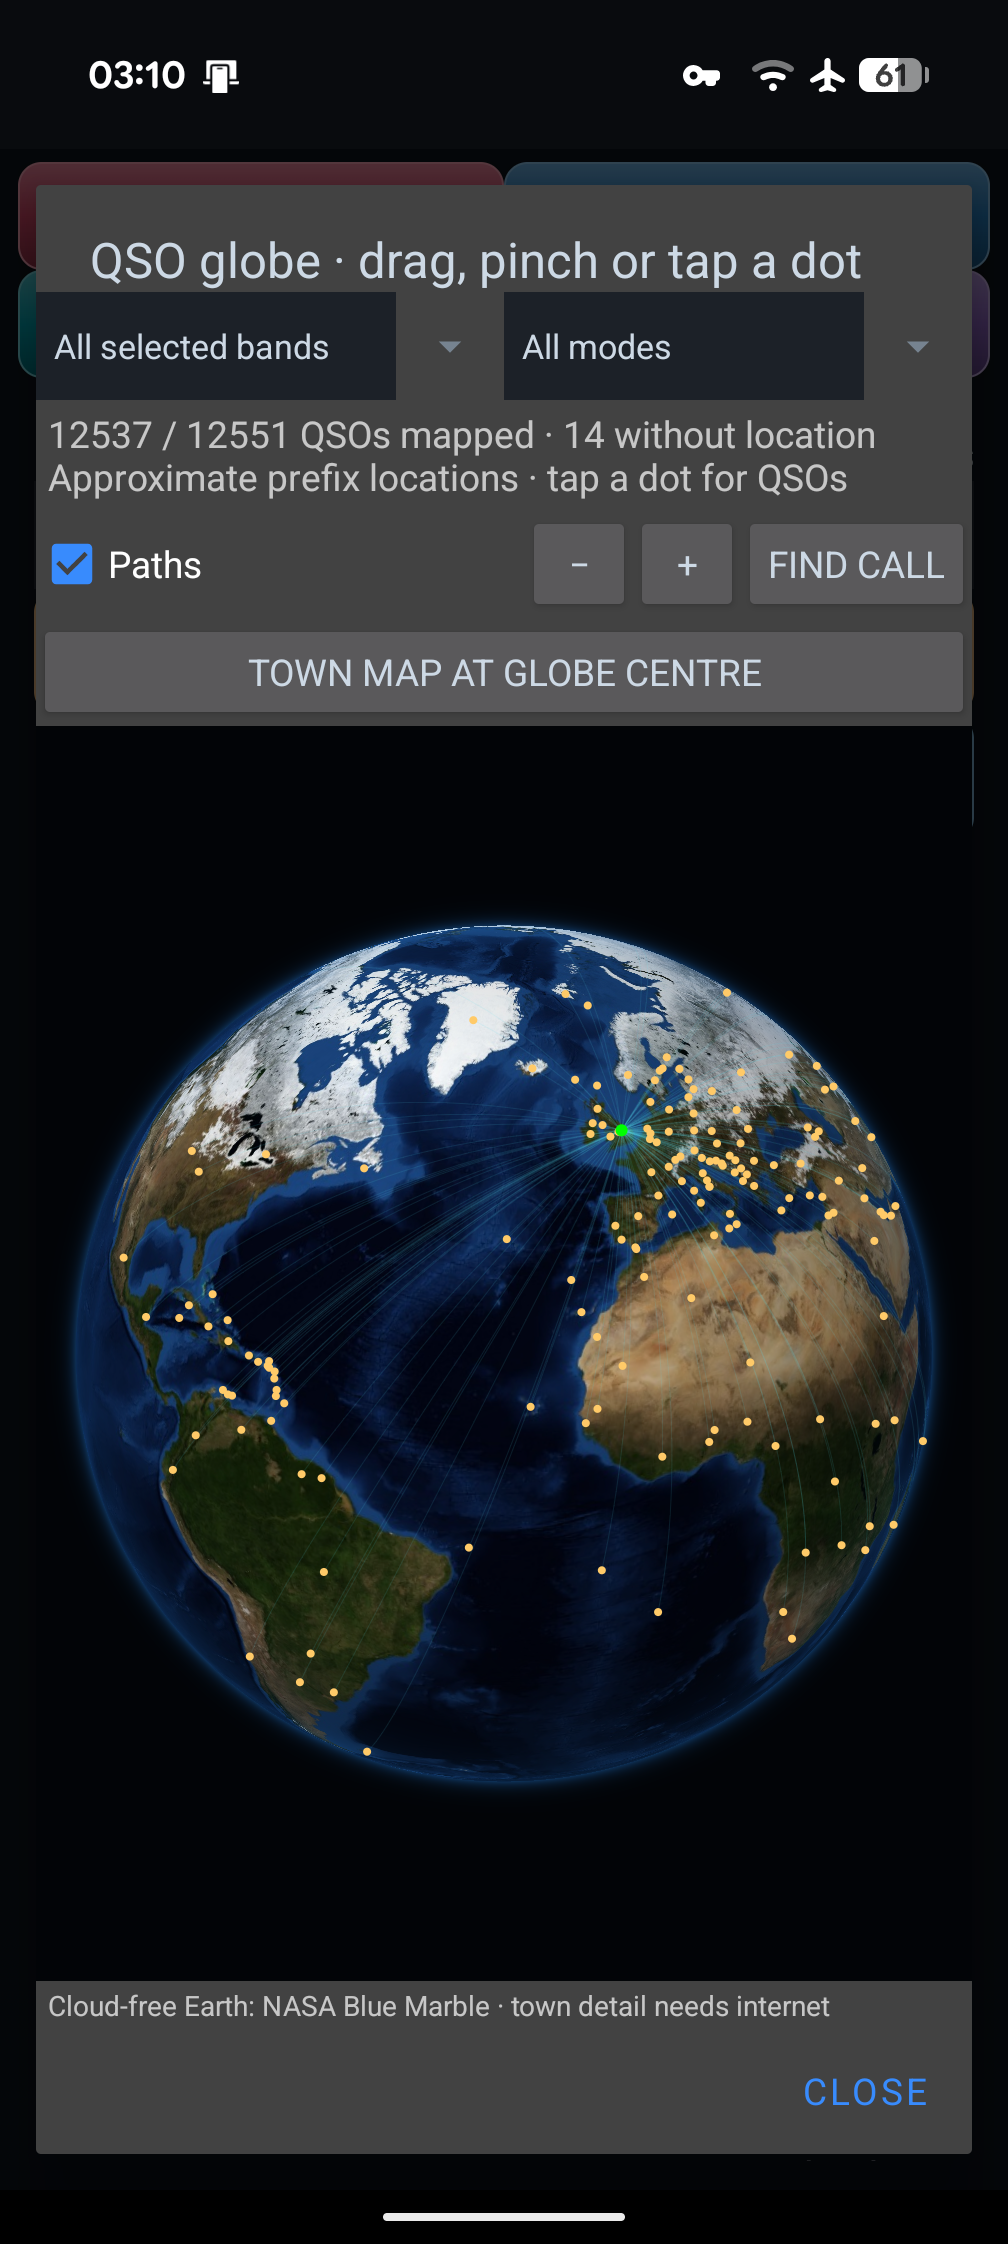 03:10
61
QSO globe · drag, pinch or tap a dot
All selected bands
All modes
12537 / 12551 QSOs mapped · 14 without location
Approximate prefix locations · tap a dot for QSOs
Paths
−
+
FIND CALL
TOWN MAP AT GLOBE CENTRE
Cloud-free Earth: NASA Blue Marble · town detail needs internet
CLOSE